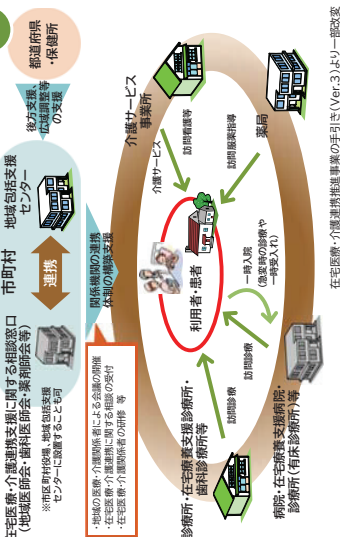 都道府県
・保健所
後方支援、
広域調整等
の支援
市町村
地域包括支援
センター
連携
宅医療・介護連携支援に関する相談窓口
(地域医師会・歯科医師会・薬剤師会等)
※市区町村役場、地域包括支援
センターに設置することも可
関係機関の連携
体制の構築支援
・地域の医療・介護関係者による会議の開催
・在宅医療・介護連携に関する相談の受付
・在宅医療・介護関係者の研修 等
介護サービス
事業所
介護サービス
訪問看護等
薬局
訪問服薬指導
利用者・患者
一時入院
(急変時の診療や
一時受入れ)
訪問診療
訪問診療
診療所・在宅療養支援診療所・
歯科診療所等
病院・在宅療養支援病院・
診療所(有床診療所)等
在宅医療・介護連携推進事業の手引き(Ver.3)より一部改変